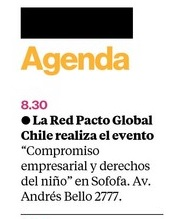 Agenda
8.30
● La Red Pacto Global
Chile realiza el evento
“Compromiso
empresarial y derechos
del niño” en Sofofa. Av.
Andrés Bello 2777.